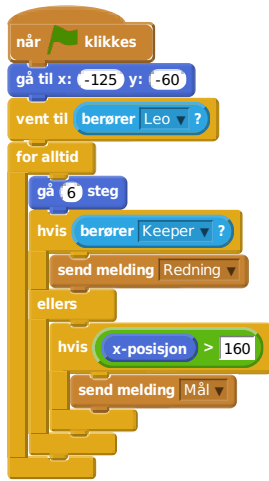 når klikkes
gå til x: -125 y: -60
vent til berører Leo ?
for alltid
gå 6 steg
hvis berører Keeper ?
send melding Redning
ellers
hvis x-posisjon > 160
send melding Mål